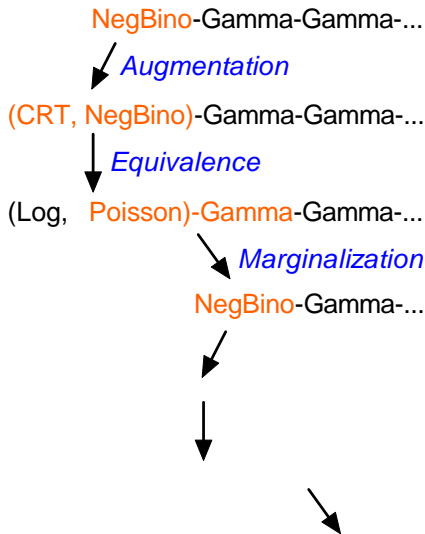 NegBino-Gamma-Gamma-...
Augmentation
(CRT, NegBino)-Gamma-Gamma-...
Equivalence
(Log, Poisson)-Gamma-Gamma-...
Marginalization
NegBino-Gamma-...